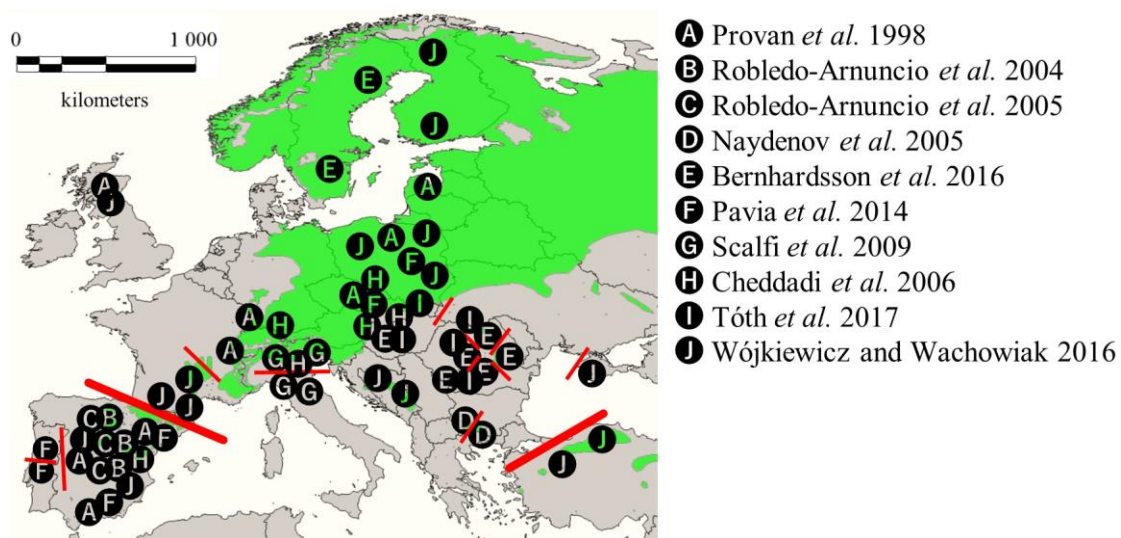 0 1 000
kilometers
J
E
J
E
A A
J
J A J
F
H J
A F I
A H H H I
E I I E
A G H G E E
J G G J J E I E J
J J
C B D D J
C B A F
F A H J
F C B
J
F
A
A Provan et al. 1998
B Robledo-Arnuncio et al. 2004
C Robledo-Arnuncio et al. 2005
D Naydenov et al. 2005
E Bernhardsson et al. 2016
F Pavia et al. 2014
G Scalfi et al. 2009
H Cheddadi et al. 2006
I Tóth et al. 2017
J Wójkiewicz and Wachowiak 2016